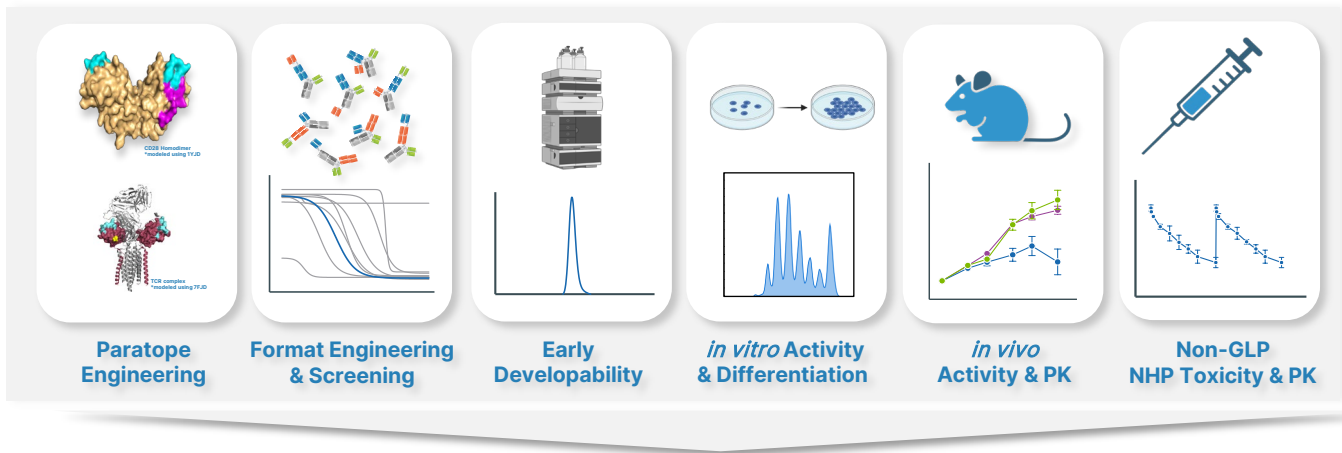 CD28 Homodimer
*modeled using 1YJD
TCR complex
*modeled using 7FJD
Paratope
Engineering
Format Engineering
& Screening
Early
Developability
in vitro Activity
& Differentiation
in vivo
Activity & PK
Non-GLP
NHP Toxicity & PK